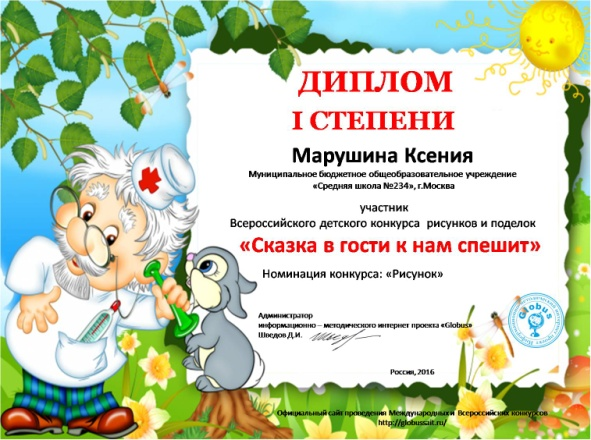 ДИПЛОМ
I СТЕПЕНИ
Марушина Ксения
Муниципальное бюджетное общеобразовательное учреждение
«Средняя школа №234», г.Москва
участник
Всероссийского детского конкурса рисунков и поделок
«Сказка в гости к нам спешит»
Номинация конкурса: «Рисунок»
Администратор
информационно – методического интернет проекта «Globus»
Шведов Д.И.
Globus
Россия, 2016
Официальный сайт проведения Международных и Всероссийских конкурсов
http://globussait.ru/